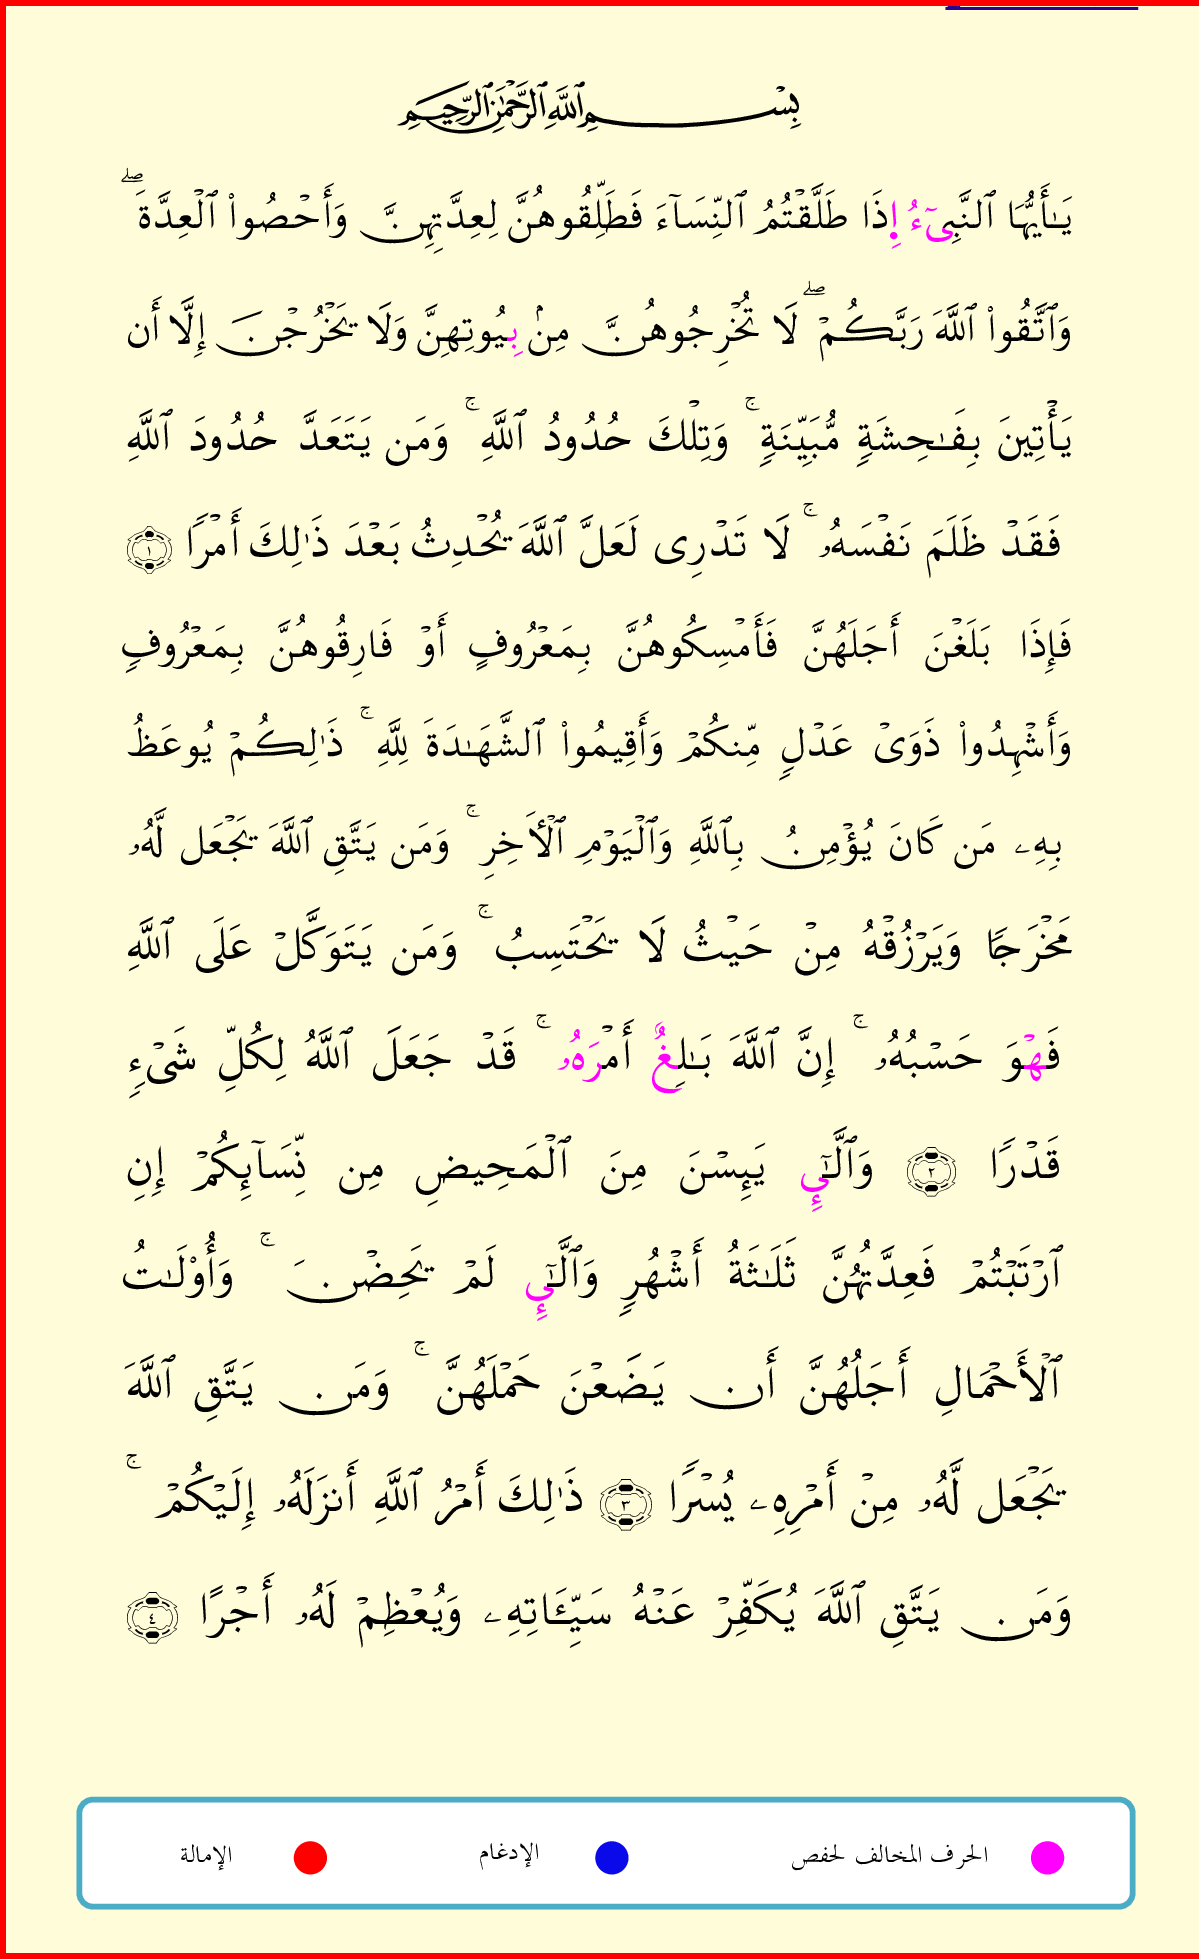 بِسْمِ ٱللَّهِ ٱلرَّحْمَٰنِ ٱلرَّحِيمِ
يَـٰٓأَيُّهَا ٱلنَّبِىٓءُ إِذَا طَلَّقْتُمُ ٱلنِّسَآءَ فَطَلِّقُوهُنَّ لِعِدَّتِهِنَّ وَأَحْصُوا۟ ٱلْعِدَّةَ ۖ
وَٱتَّقُوا۟ ٱللَّهَ رَبَّكُمْ ۖ لَا تُخْرِجُوهُنَّ مِنۢ بِيُوتِهِنَّ وَلَا يَخْرُجْنَ إِلَّا أَن
يَأْتِينَ بِفَـٰحِشَةٍ مُّبَيِّنَةٍ ۚ وَتِلْكَ حُدُودُ ٱللَّهِ ۚ وَمَن يَتَعَدَّ حُدُودَ ٱللَّهِ
فَقَدْ ظَلَمَ نَفْسَهُۥ ۚ لَا تَدْرِى لَعَلَّ ٱللَّهَ يُحْدِثُ بَعْدَ ذَٰلِكَ أَمْرًا ١
فَإِذَا بَلَغْنَ أَجَلَهُنَّ فَأَمْسِكُوهُنَّ بِمَعْرُوفٍ أَوْ فَارِقُوهُنَّ بِمَعْرُوفٍ
وَأَشْهِدُوا۟ ذَوَىْ عَدْلٍ مِّنكُمْ وَأَقِيمُوا۟ ٱلشَّهَـٰدَةَ لِلَّهِ ۚ ذَٰلِكُمْ يُوعَظُ
بِهِۦ مَن كَانَ يُؤْمِنُ بِٱللَّهِ وَٱلْيَوْمِ ٱلْأَخِرِ ۚ وَمَن يَتَّقِ ٱللَّهَ يَجْعَل لَّهُۥ
مَخْرَجًا وَيَرْزُقْهُ مِنْ حَيْثُ لَا يَحْتَسِبُ ۚ وَمَن يَتَوَكَّلْ عَلَى ٱللَّهِ
فَهْوَ حَسْبُهُۥ ۚ إِنَّ ٱللَّهَ بَـٰلِغٌ أَمْرَهُۥ ۚ قَدْ جَعَلَ ٱللَّهُ لِكُلِّ شَىْءٍ
قَدْرًا ٢ وَٱلَّـٰٓـِٕي يَئِسْنَ مِنَ ٱلْمَحِيضِ مِن نِّسَآئِكُمْ إِنِ
ٱرْتَبْتُمْ فَعِدَّتُهُنَّ ثَلَـٰثَةُ أَشْهُرٍ وَٱلَّـٰٓـِٕي لَمْ يَحِضْنَ ۚ وَأُو۟لَـٰتُ
ٱلْأَحْمَالِ أَجَلُهُنَّ أَن يَضَعْنَ حَمْلَهُنَّ ۚ وَمَن يَتَّقِ ٱللَّهَ
يَجْعَل لَّهُۥ مِنْ أَمْرِهِۦ يُسْرًا ٣ ذَٰلِكَ أَمْرُ ٱللَّهِ أَنزَلَهُۥ إِلَيْكُمْ ۚ
وَمَن يَتَّقِ ٱللَّهَ يُكَفِّرْ عَنْهُ سَيِّـَٔاتِهِۦ وَيُعْظِمْ لَهُۥ أَجْرًا ٤
الحرف المخالف لحفص الإدغام الإمالة